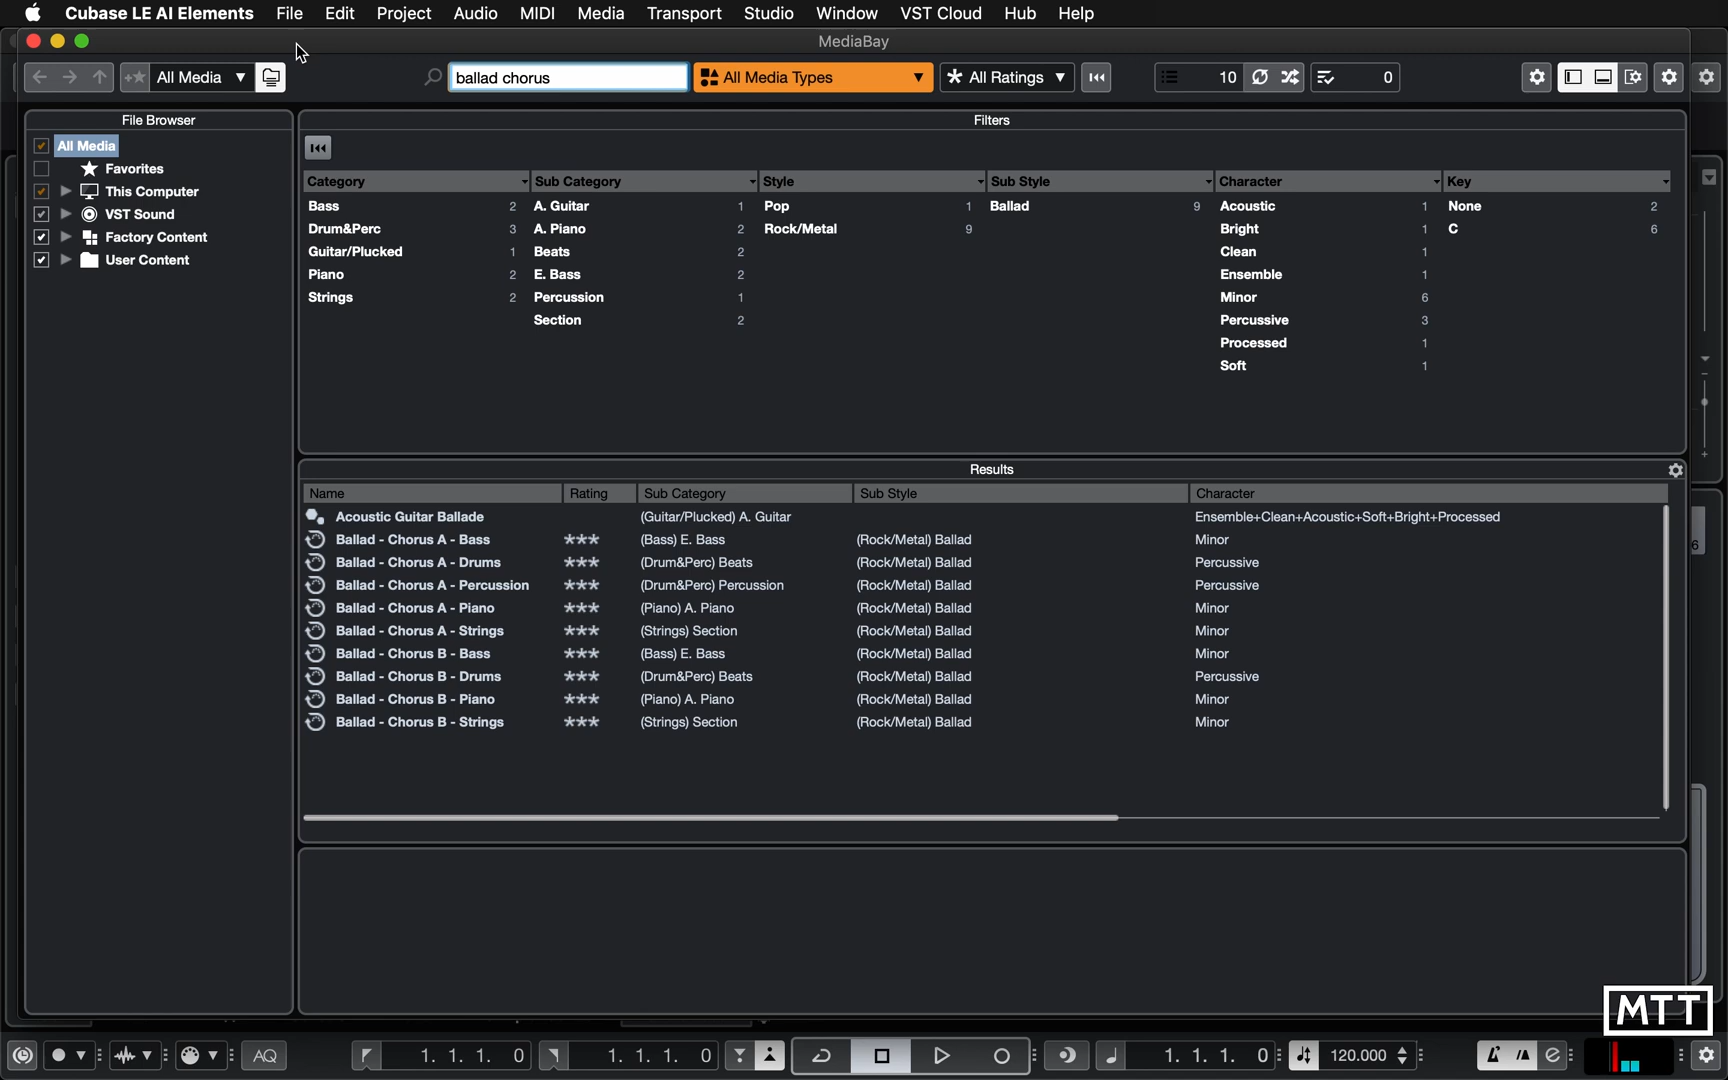 Cubase LE AI Elements File Edit Project Audio MIDI Media Transport Studio Window VST Cloud Hub Help
MediaBay
All Media ballad chorus All Media Types All Ratings 10 0
File Browser
All Media
Favorites
This Computer
VST Sound
Factory Content
User Content
Filters
Category Sub Category Style Sub Style Character Key
Bass 2 A. Guitar 1 Pop 1 Ballad 9 Acoustic 1 None 2
Drum&Perc 3 A. Piano 2 Rock/Metal 9 Bright 1 C 6
Guitar/Plucked 1 Beats 2 Clean 1
Piano 2 E. Bass 2 Ensemble 1
Strings 2 Percussion 1 Minor 6
Section 2 Percussive 3
Processed 1
Soft 1
Results
Name Rating Sub Category Sub Style Character
Acoustic Guitar Ballade (Guitar/Plucked) A. Guitar Ensemble+Clean+Acoustic+Soft+Bright+Processed
Ballad - Chorus A - Bass *** (Bass) E. Bass (Rock/Metal) Ballad Minor
Ballad - Chorus A - Drums *** (Drum&Perc) Beats (Rock/Metal) Ballad Percussive
Ballad - Chorus A - Percussion *** (Drum&Perc) Percussion (Rock/Metal) Ballad Percussive
Ballad - Chorus A - Piano *** (Piano) A. Piano (Rock/Metal) Ballad Minor
Ballad - Chorus A - Strings *** (Strings) Section (Rock/Metal) Ballad Minor
Ballad - Chorus B - Bass *** (Bass) E. Bass (Rock/Metal) Ballad Minor
Ballad - Chorus B - Drums *** (Drum&Perc) Beats (Rock/Metal) Ballad Percussive
Ballad - Chorus B - Piano *** (Piano) A. Piano (Rock/Metal) Ballad Minor
Ballad - Chorus B - Strings *** (Strings) Section (Rock/Metal) Ballad Minor
6
MTT
AQ 1. 1. 1. 0 1. 1. 1. 0 1. 1. 1. 0 120.000